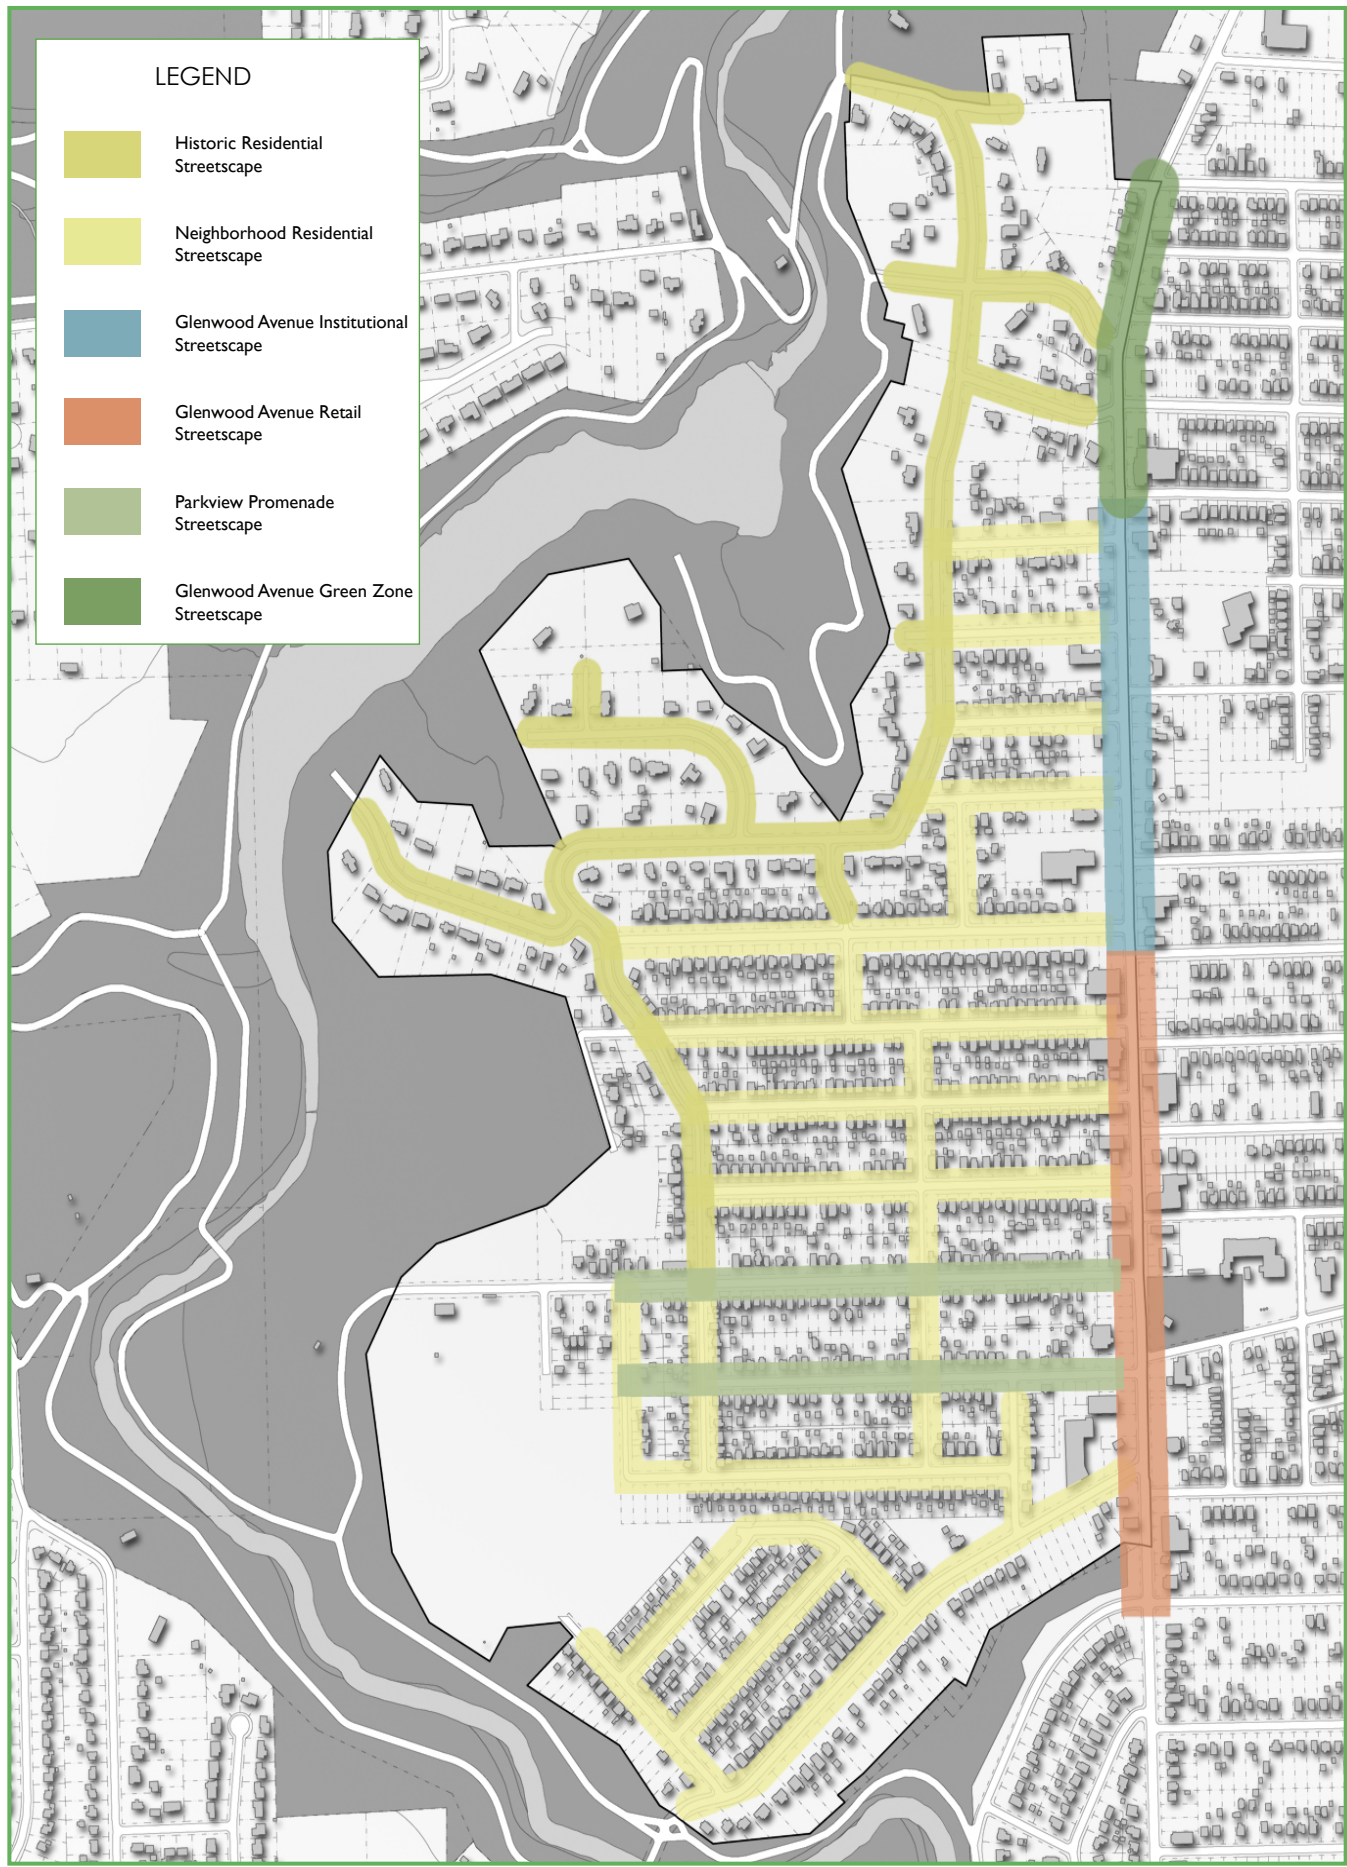 LEGEND
Historic Residential
Streetscape
Neighborhood Residential
Streetscape
Glenwood Avenue Institutional
Streetscape
Glenwood Avenue Retail
Streetscape
Parkview Promenade
Streetscape
Glenwood Avenue Green Zone
Streetscape